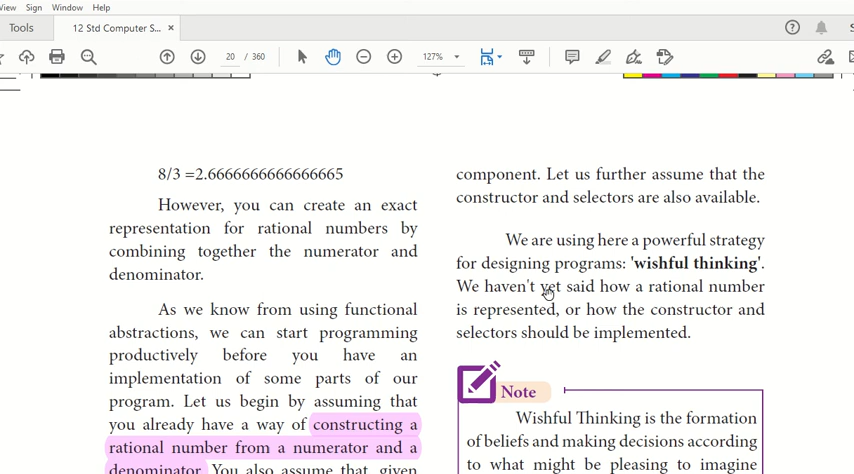 View Sign Window Help
Tools 12 Std Computer S... ×
20 / 360 127%
8/3 =2.6666666666666665
However, you can create an exact
representation for rational numbers by
combining together the numerator and
denominator.
As we know from using functional
abstractions, we can start programming
productively before you have an
implementation of some parts of our
program. Let us begin by assuming that
you already have a way of constructing a
rational number from a numerator and a
denominator. You also assume that, given
component. Let us further assume that the
constructor and selectors are also available.
We are using here a powerful strategy
for designing programs: 'wishful thinking'.
We haven't yet said how a rational number
is represented, or how the constructor and
selectors should be implemented.
Note
Wishful Thinking is the formation
of beliefs and making decisions according
to what might be pleasing to imagine